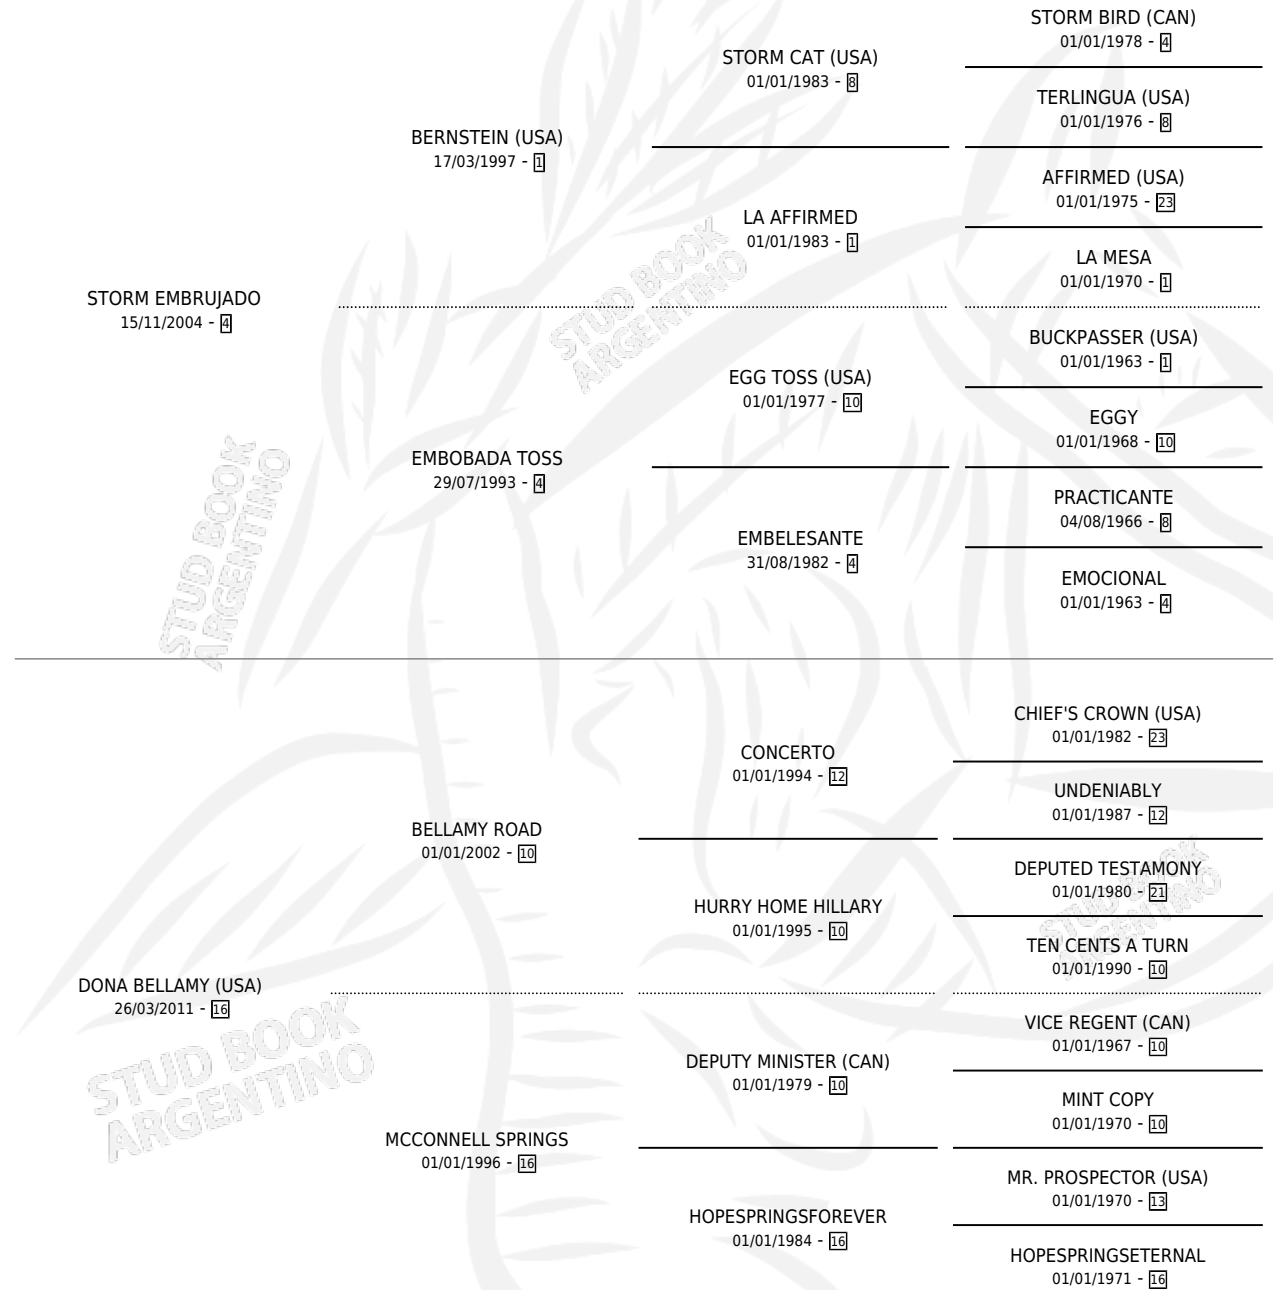 STORM BIRD (CAN)
01/01/1978 - 4
STORM CAT (USA)
01/01/1983 - 8
TERLINGUA (USA)
01/01/1976 - 8
BERNSTEIN (USA)
17/03/1997 - 1
AFFIRMED (USA)
01/01/1975 - 23
LA AFFIRMED
01/01/1983 - 1
LA MESA
01/01/1970 - 1
STORM EMBRUJADO
15/11/2004 - 4
STUD BOOK
ARGENTINO
BUCKPASSER (USA)
01/01/1963 - 1
EGG TOSS (USA)
01/01/1977 - 10
EGGY
01/01/1968 - 10
EMBOBADA TOSS
29/07/1993 - 4
PRACTICANTE
04/08/1966 - 8
EMBELESANTE
31/08/1982 - 4
EMOCIONAL
01/01/1963 - 4
STUD BOOK
ARGENTINO
CHIEF'S CROWN (USA)
01/01/1982 - 23
CONCERTO
01/01/1994 - 12
UNDENIABLY
01/01/1987 - 12
BELLAMY ROAD
01/01/2002 - 10
DEPUTED TESTAMONY
01/01/1980 - 21
HURRY HOME HILLARY
01/01/1995 - 10
STUD BOOK
ARGENTINO
TEN CENTS A TURN
01/01/1990 - 10
DONA BELLAMY (USA)
26/03/2011 - 16
STUD BOOK
ARGENTINO
VICE REGENT (CAN)
01/01/1967 - 10
DEPUTY MINISTER (CAN)
01/01/1979 - 10
MINT COPY
01/01/1970 - 10
MCCONNELL SPRINGS
01/01/1996 - 16
MR. PROSPECTOR (USA)
01/01/1970 - 13
HOPESPRINGSFOREVER
01/01/1984 - 16
HOPESPRINGSETERNAL
01/01/1971 - 16